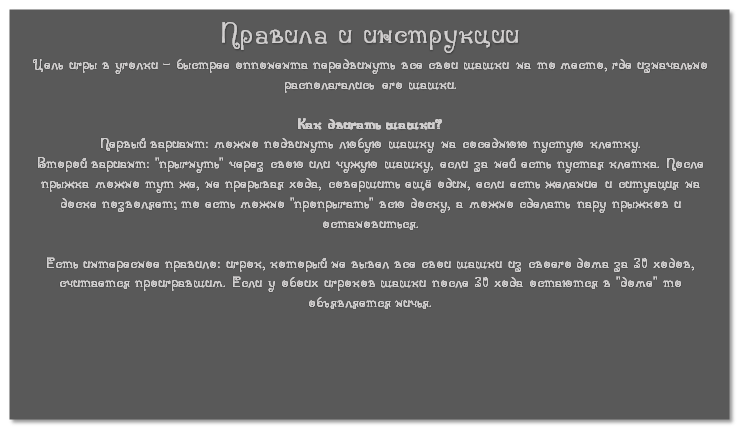 Правила и инструкции
Цель игры в уголки – быстрее оппонента передвинуть все свои шашки на то место, где изначально
располагались его шашки.
Как двигать шашки?
Первый вариант: можно подвинуть любую шашку на соседнюю пустую клетку.
Второй вариант: "прыгнуть" через свою или чужую шашку, если за ней есть пустая клетка. После
прыжка можно тут же, не прерывая хода, совершить ещё один, если есть желание и ситуация на
доске позволяет; то есть можно "пропрыгать" всю доску, а можно сделать пару прыжков и
остановиться.
Есть интересное правило: игрок, который не вывел все свои шашки из своего дома за 30 ходов,
считается проигравшим. Если у обоих игроков шашки после 30 хода остаются в "доме" то
объявляется ничья.